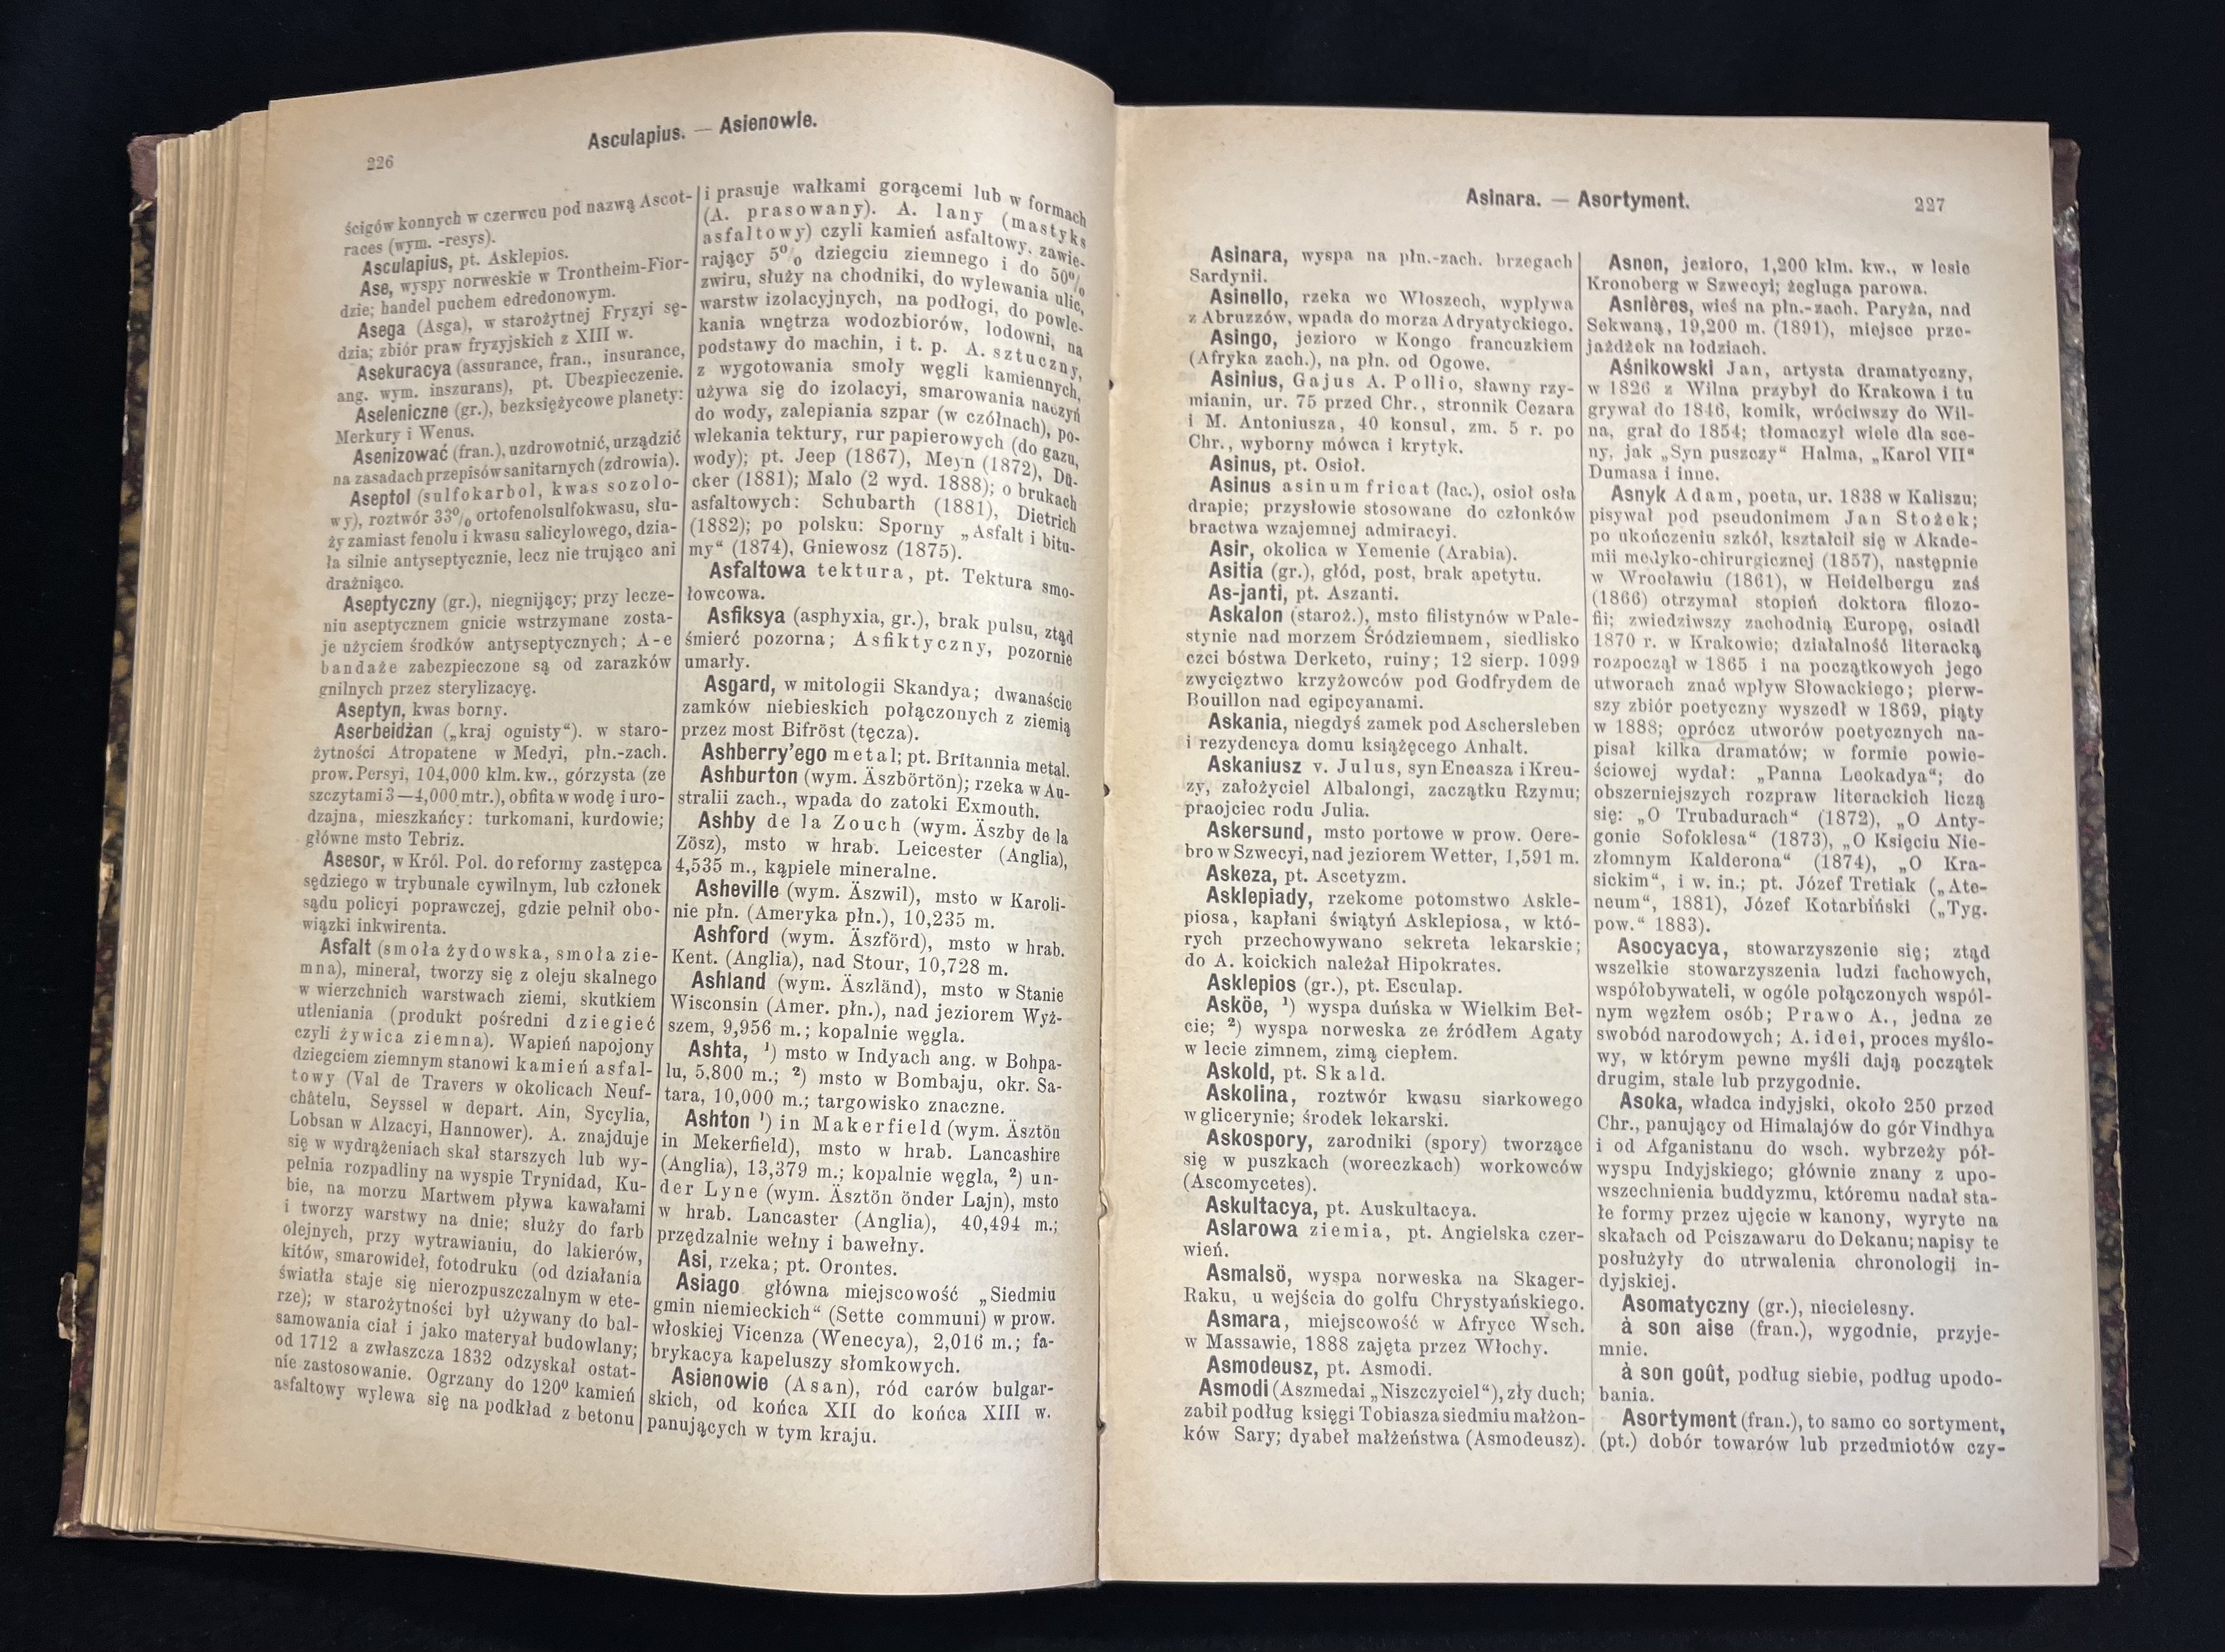 226
Asculapius. — Asienowie.
ścigów konnych w czerwcu pod nazwą Ascot-
races (wym. -resys).
Asculapius, pt. Asklepios.
Ase, wyspy norweskie w Trontheim-Fior-
dzie; handel puchem edredonowym.
Asega (Asga), w starożytnej Fryzyi sę-
dzia; zbiór praw fryzyjskich z XIII w.
Asekuracya (assurance, fran., insurance,
ang. wym. inszurans), pt. Ubezpieczenie.
Aseleniczne (gr.), bezksiężycowe planety:
Merkury i Wenus.
Asenizować (fran.), uzdrowotnić, urządzić
na zasadach przepisów sanitarnych (zdrowia).
Aseptol (sulfokarbol, kwas sozolo-
wy), roztwór 33% ortofenolsulfokwasu, słu-
ży zamiast fenolu i kwasu salicylowego, dzia-
ła silnie antyseptycznie, lecz nie trująco ani
drażniąco.
Aseptyczny (gr.), niegnijący; przy lecze-
niu aseptycznem gnicie wstrzymane zosta-
je użyciem środków antyseptycznych; A-e
bandaże zabezpieczone są od zarazków
gnilnych przez sterylizacyę.
Aseptyn, kwas borny.
Aserbeidżan („kraj ognisty“). w staro-
żytności Atropatene w Medyi, płn.-zach.
prow. Persyi, 104,000 klm. kw., górzysta (ze
szczytami 3—4,000 mtr.), obfita w wodę i uro-
dzajna, mieszkańcy: turkomani, kurdowie;
główne msto Tebriz.
Asesor, w Król. Pol. do reformy zastępca
sędziego w trybunale cywilnym, lub członek
sądu policyi poprawczej, gdzie pełnił obo-
wiązki inkwirenta.
Asfalt (smoła żydowska, smoła zie-
mna), minerał, tworzy się z oleju skalnego
w wierzchnich warstwach ziemi, skutkiem
utleniania (produkt pośredni dziegieć
czyli żywica ziemna). Wapień napojony
dziegciem ziemnym stanowi kamień asfal-
towy (Val de Travers w okolicach Neuf-
châtelu, Seyssel w depart. Ain, Sycylia,
Lobsan w Alzacyi, Hannower). A. znajduje
się w wydrążeniach skał starszych lub wy-
pełnia rozpadliny na wyspie Trynidad, Ku-
bie, na morzu Martwem pływa kawałami
i tworzy warstwy na dnie; służy do farb
olejnych, przy wytrawianiu, do lakierów,
kitów, smarowideł, fotodruku (od działania
światła staje się nierozpuszczalnym w ete-
rze); w starożytności był używany do bal-
samowania ciał i jako materyał budowlany;
od 1712 a zwłaszcza 1832 odzyskał ostat-
nie zastosowanie. Ogrzany do 120° kamień
asfaltowy wylewa się na podkład z betonu
i prasuje wałkami gorącemi lub w formach
(A. prasowany). A. lany (mastyks
asfaltowy) czyli kamień asfaltowy, zawie-
rający 5% dziegciu ziemnego i do 50%
zwiru, służy na chodniki, do wylewania ulic,
warstw izolacyjnych, na podłogi, do powle-
kania wnętrza wodozbiorów, lodowni, na
podstawy do machin, i t. p. A. sztuczny,
z wygotowania smoły węgli kamiennych,
używa się do izolacyi, smarowania naczyń
do wody, zalepiania szpar (w czółnach), po-
wlekania tektury, rur papierowych (do gazu,
wody); pt. Jeep (1867), Meyn (1872), Dü-
cker (1881); Malo (2 wyd. 1888); o brukach
asfaltowych: Schubarth (1881), Dietrich
(1882); po polsku: Sporny „Asfalt i bitu-
my“ (1874), Gniewosz (1875).
Asfaltowa tektura, pt. Tektura smo-
łowcowa.
Asfiksya (asphyxia, gr.), brak pulsu, ztąd
śmierć pozorna; Asfiktyczny, pozornie
umarły.
Asgard, w mitologii Skandya; dwanaście
zamków niebieskich połączonych z ziemią
przez most Bifröst (tęcza).
Ashberry’ego metal; pt. Britannia metal.
Ashburton (wym. Äszbörtön); rzeka w Au-
stralii zach., wpada do zatoki Exmouth.
Ashby de la Zouch (wym. Äszby de la
Zösz), msto w hrab. Leicester (Anglia),
4,535 m., kąpiele mineralne.
Asheville (wym. Äszwil), msto w Karoli-
nie płn. (Ameryka płn.), 10,235 m.
Ashford (wym. Äszförd), msto w hrab.
Kent. (Anglia), nad Stour, 10,728 m.
Ashland (wym. Äszländ), msto w Stanie
Wisconsin (Amer. płn.), nad jeziorem Wyż-
szem, 9,956 m.; kopalnie węgla.
Ashta, ¹) msto w Indyach ang. w Bohpa-
lu, 5,800 m.; ²) msto w Bombaju, okr. Sa-
tara, 10,000 m.; targowisko znaczne.
Ashton ¹) in Makerfield (wym. Äsztön
in Mekerfield), msto w hrab. Lancashire
(Anglia), 13,379 m.; kopalnie węgla, ²) un-
der Lyne (wym. Äsztön önder Lajn), msto
w hrab. Lancaster (Anglia), 40,494 m.;
przędzalnie wełny i bawełny.
Asi, rzeka; pt. Orontes.
Asiago główna miejscowość „Siedmiu
gmin niemieckich“ (Sette communi) w prow.
włoskiej Vicenza (Wenecya), 2,016 m.; fa-
brykacya kapeluszy słomkowych.
Asienowie (Asan), ród carów bulgar-
skich, od końca XII do końca XIII w.
panujących w tym kraju.
Asinara. — Asortyment.
227
Asinara, wyspa na płn.-zach. brzegach
Sardynii.
Asinello, rzeka we Włoszech, wypływa
z Abruzzów, wpada do morza Adryatyckiego.
Asingo, jezioro w Kongo francuzkiem
(Afryka zach.), na płn. od Ogowe.
Asinius, Gajus A. Pollio, sławny rzy-
mianin, ur. 75 przed Chr., stronnik Cezara
i M. Antoniusza, 40 konsul, zm. 5 r. po
Chr., wyborny mówca i krytyk.
Asinus, pt. Osioł.
Asinus asinum fricat (łac.), osioł osła
drapie; przysłowie stosowane do członków
bractwa wzajemnej admiracyi.
Asir, okolica w Yemenie (Arabia).
Asitia (gr.), głód, post, brak apetytu.
As-janti, pt. Aszanti.
Askalon (staroż.), msto filistynów w Pale-
stynie nad morzem Śródziemnem, siedlisko
czci bóstwa Derketo, ruiny; 12 sierp. 1099
zwycięztwo krzyżowców pod Godfrydem de
Bouillon nad egipcyanami.
Askania, niegdyś zamek pod Aschersleben
i rezydencya domu książęcego Anhalt.
Askaniusz v. Julus, syn Eneasza i Kreu-
zy, założyciel Albalongi, zaczątku Rzymu;
praojciec rodu Julia.
Askersund, msto portowe w prow. Oere-
bro w Szwecyi, nad jeziorem Wetter, 1,591 m.
Askeza, pt. Ascetyzm.
Asklepiady, rzekome potomstwo Askle-
piosa, kapłani świątyń Asklepiosa, w któ-
rych przechowywano sekreta lekarskie;
do A. koickich należał Hipokrates.
Asklepios (gr.), pt. Esculap.
Asköe, ¹) wyspa duńska w Wielkim Beł-
cie; ²) wyspa norweska ze źródłem Agaty
w lecie zimnem, zimą ciepłem.
Askold, pt. Skald.
Askolina, roztwór kwasu siarkowego
w glicerynie; środek lekarski.
Askospory, zarodniki (spory) tworzące
się w puszkach (woreczkach) workowców
(Ascomycetes).
Askultacya, pt. Auskultacya.
Aslarowa ziemia, pt. Angielska czer-
wień.
Asmalsö, wyspa norweska na Skager-
Raku, u wejścia do golfu Chrystyańskiego.
Asmara, miejscowość w Afryce Wsch.
w Massawie, 1888 zajęta przez Włochy.
Asmodeusz, pt. Asmodi.
Asmodi (Aszmedai „Niszczyciel“), zły duch;
zabił podług księgi Tobiasza siedmiu małżon-
ków Sary; dyabeł małżeństwa (Asmodeusz).
Asnen, jezioro, 1,200 klm. kw., w lesie
Kronoberg w Szwecyi; żegluga parowa.
Asnières, wieś na płn.-zach. Paryża, nad
Sekwaną, 19,200 m. (1891), miejsce prze-
jażdżek na łodziach.
Aśnikowski Jan, artysta dramatyczny,
w 1826 z Wilna przybył do Krakowa i tu
grywał do 1846, komik, wróciwszy do Wil-
na, grał do 1854; tłomaczył wiele dla sce-
ny, jak „Syn puszczy“ Halma, „Karol VII“
Dumasa i inne.
Asnyk Adam, poeta, ur. 1838 w Kaliszu;
pisywał pod pseudonimem Jan Stożek;
po ukończeniu szkół, kształcił się w Akade-
mii medyko-chirurgicznej (1857), następnie
w Wrocławiu (1861), w Heidelbergu zaś
(1866) otrzymał stopień doktora filozo-
fii; zwiedziwszy zachodnią Europę, osiadł
1870 r. w Krakowie; działalność literacką
rozpoczął w 1865 i na początkowych jego
utworach znać wpływ Słowackiego; pierw-
szy zbiór poetyczny wyszedł w 1869, piąty
w 1888; oprócz utworów poetycznych na-
pisał kilka dramatów; w formie powie-
ściowej wydał: „Panna Leokadya“; do
obszerniejszych rozpraw literackich liczą
się: „O Trubadurach“ (1872), „O Anty-
gonie Sofoklesa“ (1873), „O Księciu Nie-
złomnym Kalderona“ (1874), „O Kra-
sickim“, i w. in.; pt. Józef Tretiak („Ate-
neum“, 1881), Józef Kotarbiński („Tyg.
pow.“ 1883).
Asocyacya, stowarzyszenie się; ztąd
wszelkie stowarzyszenia ludzi fachowych,
współobywateli, w ogóle połączonych wspól-
nym węzłem osób; Prawo A., jedna ze
swobód narodowych; A. idei, proces myślo-
wy, w którym pewne myśli dają początek
drugim, stale lub przygodnie.
Asoka, władca indyjski, około 250 przed
Chr., panujący od Himalajów do gór Vindhya
i od Afganistanu do wsch. wybrzeży pół-
wyspu Indyjskiego; głównie znany z upo-
wszechnienia buddyzmu, któremu nadał sta-
łe formy przez ujęcie w kanony, wyryte na
skałach od Peiszawaru do Dekanu; napisy te
posłużyły do utrwalenia chronologii in-
dyjskiej.
Asomatyczny (gr.), niecielesny.
à son aise (fran.), wygodnie, przyje-
mnie.
à son goût, podług siebie, podług upodo-
bania.
Asortyment (fran.), to samo co sortyment,
(pt.) dobór towarów lub przedmiotów czy-